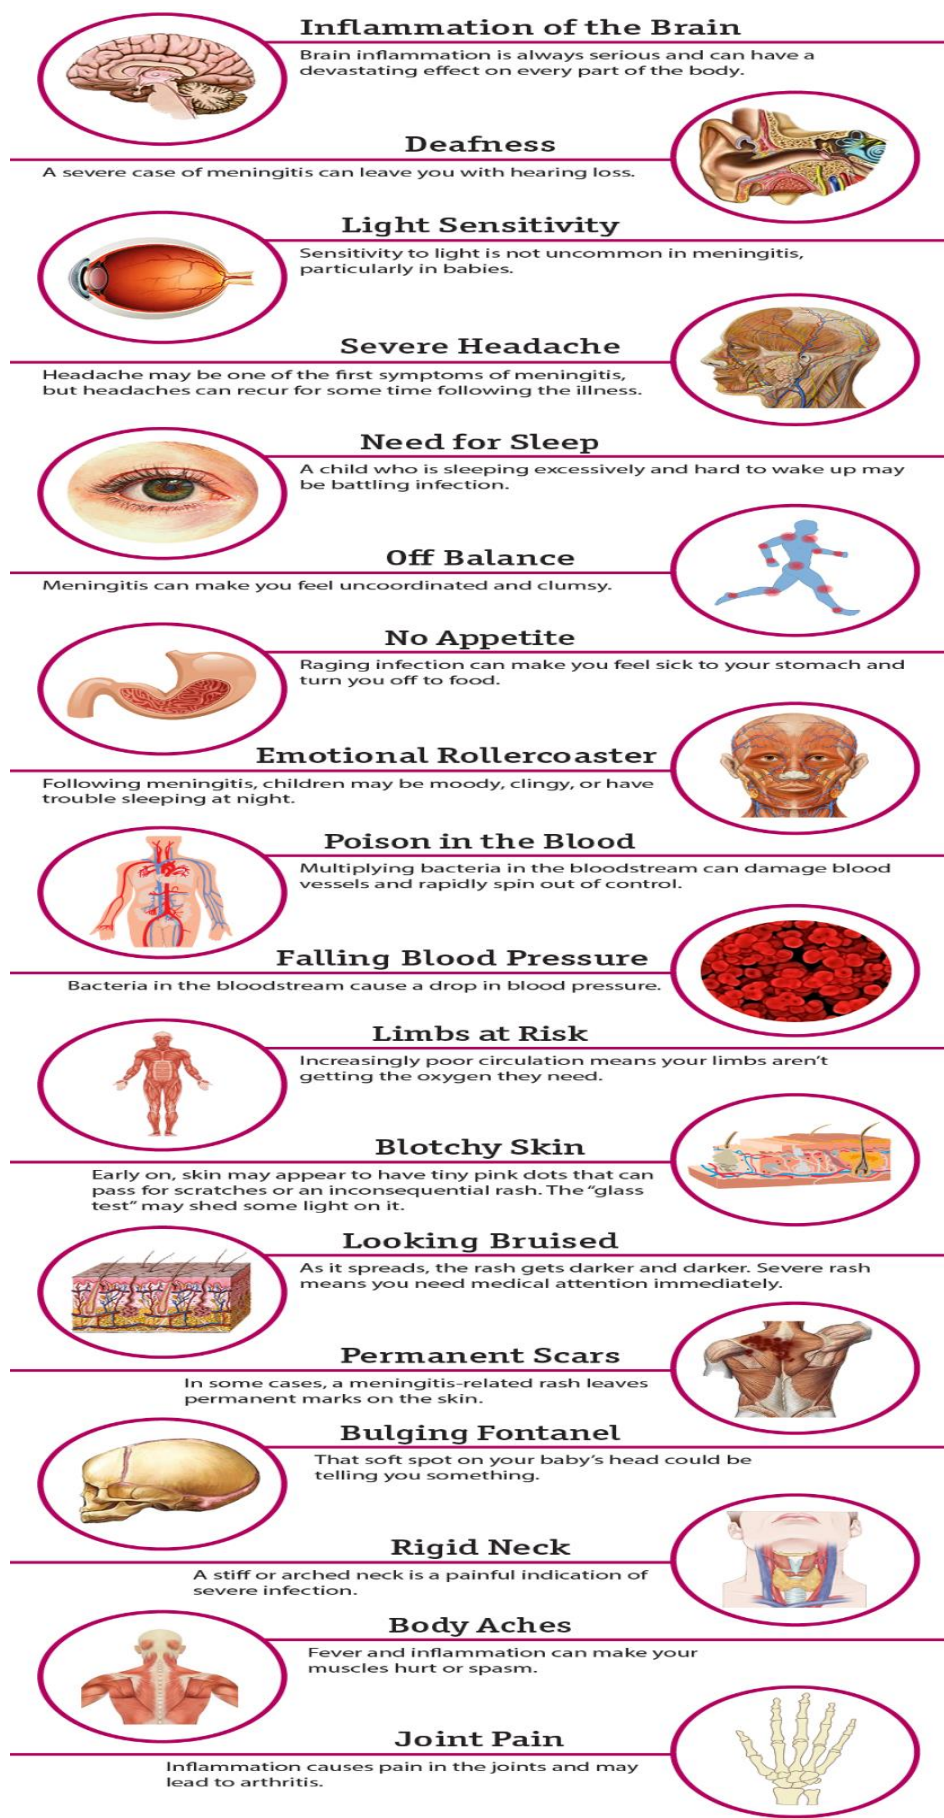 Inflammation of the Brain
Brain inflammation is always serious and can have a
devastating effect on every part of the body.
Deafness
A severe case of meningitis can leave you with hearing loss.
Light Sensitivity
Sensitivity to light is not uncommon in meningitis,
particularly in babies.
Severe Headache
Headache may be one of the first symptoms of meningitis,
but headaches can recur for some time following the illness.
Need for Sleep
A child who is sleeping excessively and hard to wake up may
be battling infection.
Off Balance
Meningitis can make you feel uncoordinated and clumsy.
No Appetite
Raging infection can make you feel sick to your stomach and
turn you off to food.
Emotional Rollercoaster
Following meningitis, children may be moody, clingy, or have
trouble sleeping at night.
Poison in the Blood
Multiplying bacteria in the bloodstream can damage blood
vessels and rapidly spin out of control.
Falling Blood Pressure
Bacteria in the bloodstream cause a drop in blood pressure.
Limbs at Risk
Increasingly poor circulation means your limbs aren't
getting the oxygen they need.
Blotchy Skin
Early on, skin may appear to have tiny pink dots that can
pass for scratches or an inconsequential rash. The “glass
test” may shed some light on it.
Looking Bruised
As it spreads, the rash gets darker and darker. Severe rash
means you need medical attention immediately.
Permanent Scars
In some cases, a meningitis-related rash leaves
permanent marks on the skin.
Bulging Fontanel
That soft spot on your baby’s head could be
telling you something.
Rigid Neck
A stiff or arched neck is a painful indication of
severe infection.
Body Aches
Fever and inflammation can make your
muscles hurt or spasm.
Joint Pain
Inflammation causes pain in the joints and may
lead to arthritis.